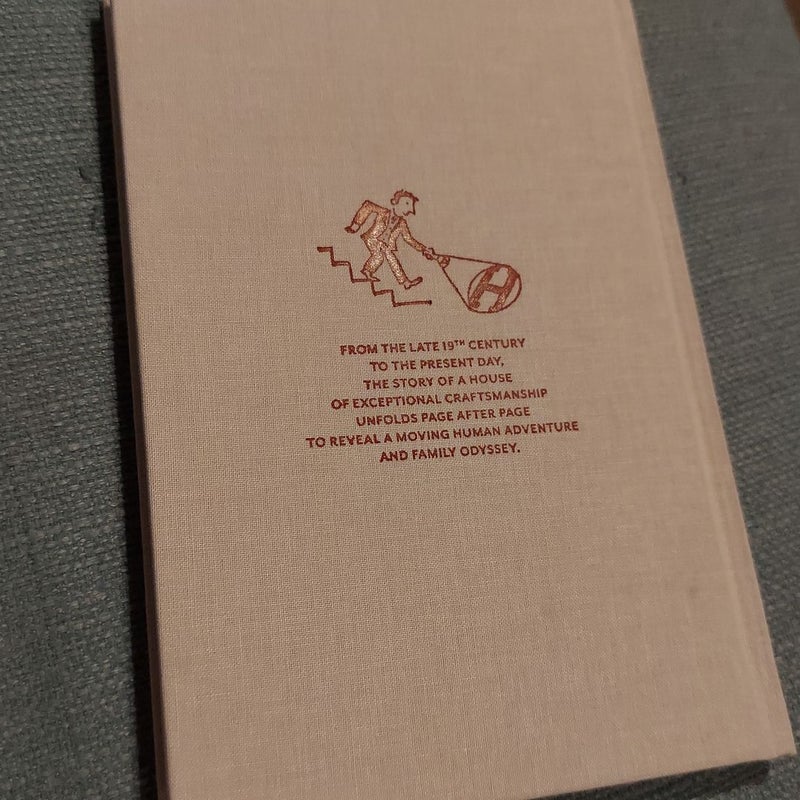 H
FROM THE LATE 19TH CENTURY
TO THE PRESENT DAY,
THE STORY OF A HOUSE
OF EXCEPTIONAL CRAFTSMANSHIP
UNFOLDS PAGE AFTER PAGE
TO REVEAL A MOVING HUMAN ADVENTURE
AND FAMILY ODYSSEY.